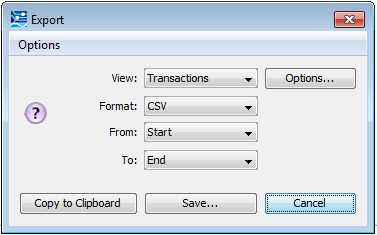 Export
Options
View: Transactions Options...
Format: CSV
?
From: Start
To: End
Copy to Clipboard Save... Cancel